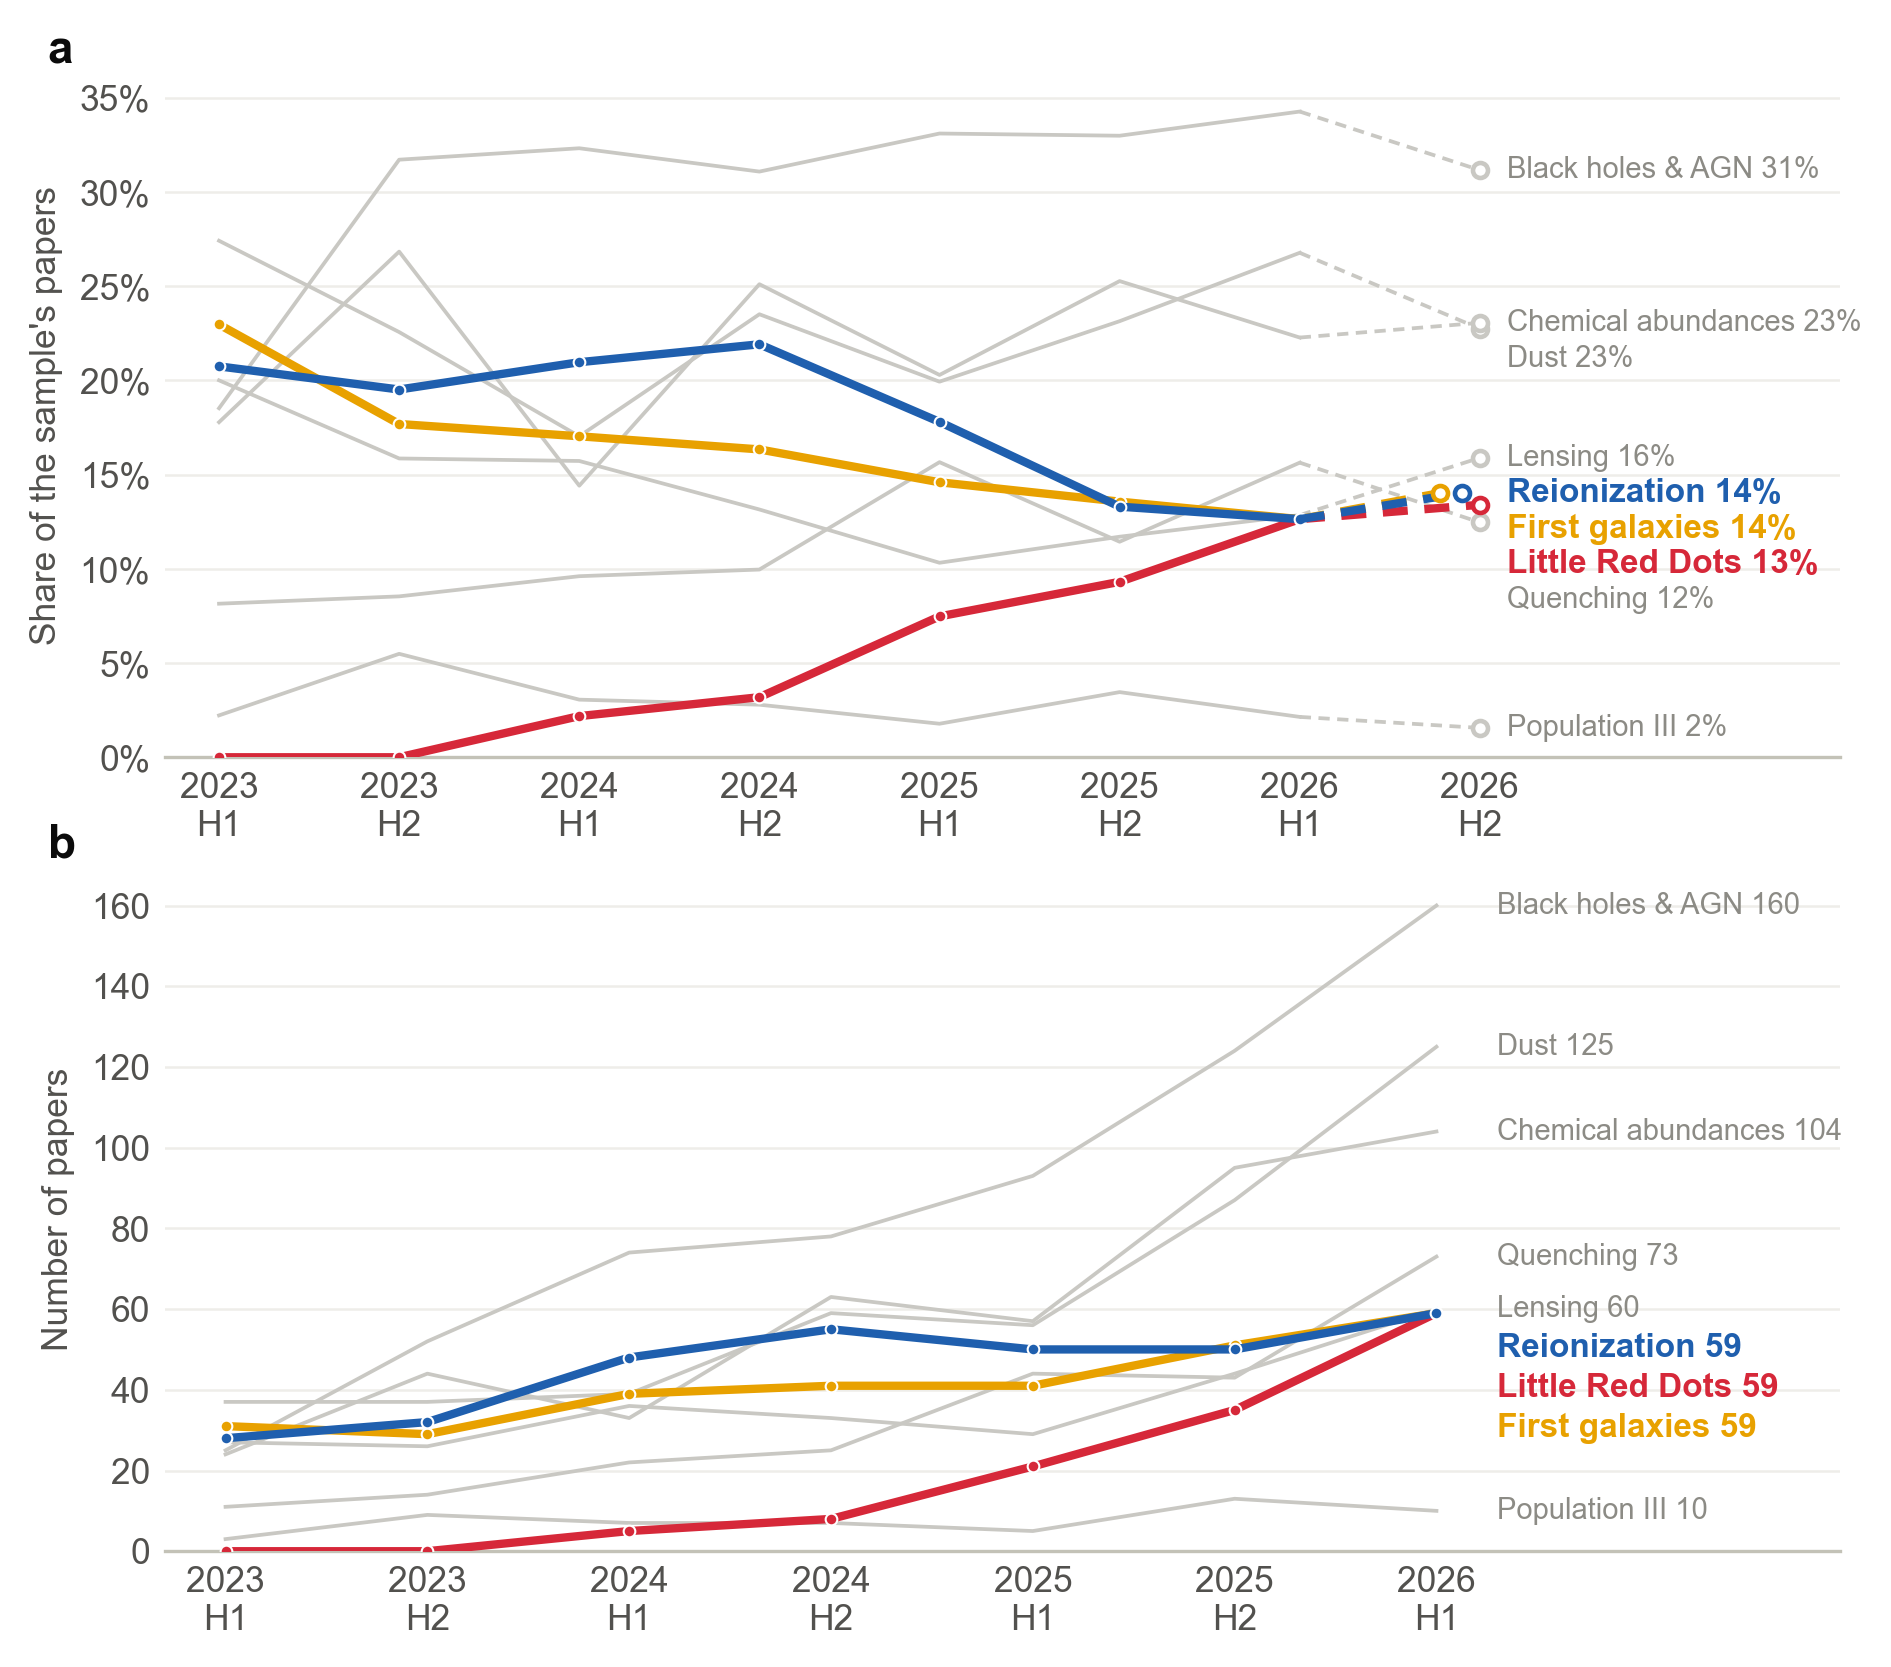 a
Share of the sample's papers
35%
30%
25%
20%
15%
10%
5%
0%
Black holes & AGN 31%
Chemical abundances 23%
Dust 23%
Lensing 16%
Reionization 14%
First galaxies 14%
Little Red Dots 13%
Quenching 12%
Population III 2%
2023 2023 2024 2024 2025 2025 2026 2026
H1 H2 H1 H2 H1 H2 H1 H2
b
Number of papers
160
140
120
100
80
60
40
20
0
Black holes & AGN 160
Dust 125
Chemical abundances 104
Quenching 73
Lensing 60
Reionization 59
Little Red Dots 59
First galaxies 59
Population III 10
2023 2023 2024 2024 2025 2025 2026
H1 H2 H1 H2 H1 H2 H1